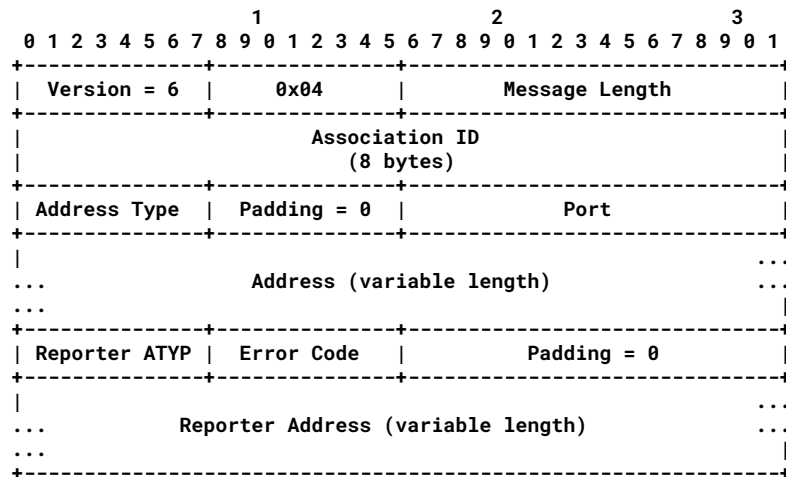 1                   2                   3
 0 1 2 3 4 5 6 7 8 9 0 1 2 3 4 5 6 7 8 9 0 1 2 3 4 5 6 7 8 9 0 1
+---------------+---------------+-------------------------------+
|  Version = 6  |     0x04      |        Message Length         |
+---------------+---------------+-------------------------------+
|                        Association ID                         |
|                           (8 bytes)                           |
+---------------+---------------+-------------------------------+
| Address Type  |  Padding = 0  |             Port              |
+---------------+---------------+-------------------------------+
|                                                             ...
...                 Address (variable length)                 ...
...                                                             |
+---------------+---------------+-------------------------------+
| Reporter ATYP |  Error Code   |          Padding = 0          |
+---------------+---------------+-------------------------------+
|                                                             ...
...           Reporter Address (variable length)              ...
...                                                             |
+---------------------------------------------------------------+